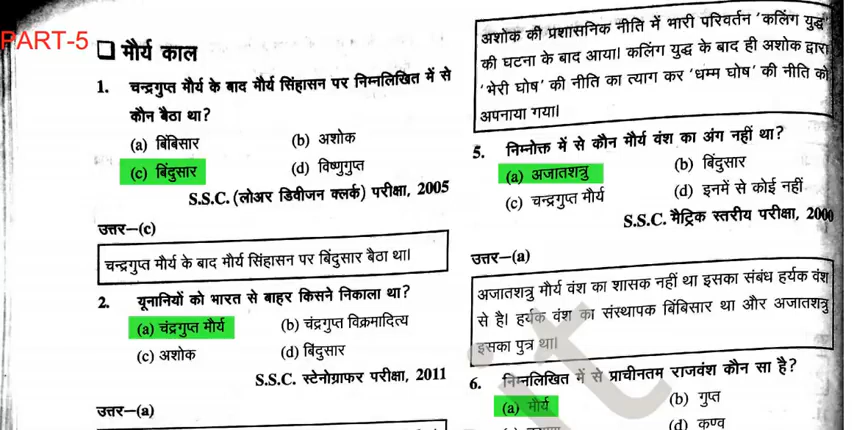 PART-5
❑ मौर्य काल
1. चन्द्रगुप्त मौर्य के बाद मौर्य सिंहासन पर निम्नलिखित में से
कौन बैठा था?
(a) बिंबिसार (b) अशोक
(c) बिंदुसार (d) विष्णुगुप्त
S.S.C. (लोअर डिवीजन क्लर्क) परीक्षा, 2005
उत्तर–(c)
चन्द्रगुप्त मौर्य के बाद मौर्य सिंहासन पर बिंदुसार बैठा था।
2. यूनानियों को भारत से बाहर किसने निकाला था?
(a) चंद्रगुप्त मौर्य (b) चंद्रगुप्त विक्रमादित्य
(c) अशोक (d) बिंदुसार
S.S.C. स्टेनोग्राफर परीक्षा, 2011
उत्तर–(a)
अशोक की प्रशासनिक नीति में भारी परिवर्तन ‘कलिंग युद्ध’
की घटना के बाद आया। कलिंग युद्ध के बाद ही अशोक द्वारा
‘भेरी घोष’ की नीति का त्याग कर ‘धम्म घोष’ की नीति को
अपनाया गया।
5. निम्नोक्त में से कौन मौर्य वंश का अंग नहीं था?
(a) अजातशत्रु (b) बिंदुसार
(c) चन्द्रगुप्त मौर्य (d) इनमें से कोई नहीं
S.S.C. मैट्रिक स्तरीय परीक्षा, 2000
उत्तर–(a)
अजातशत्रु मौर्य वंश का शासक नहीं था इसका संबंध हर्यक वंश
से है। हर्यक वंश का संस्थापक बिंबिसार था और अजातशत्रु
इसका पुत्र था।
6. निम्नलिखित में से प्राचीनतम राजवंश कौन सा है?
(a) मौर्य (b) गुप्त
(d) कण्व